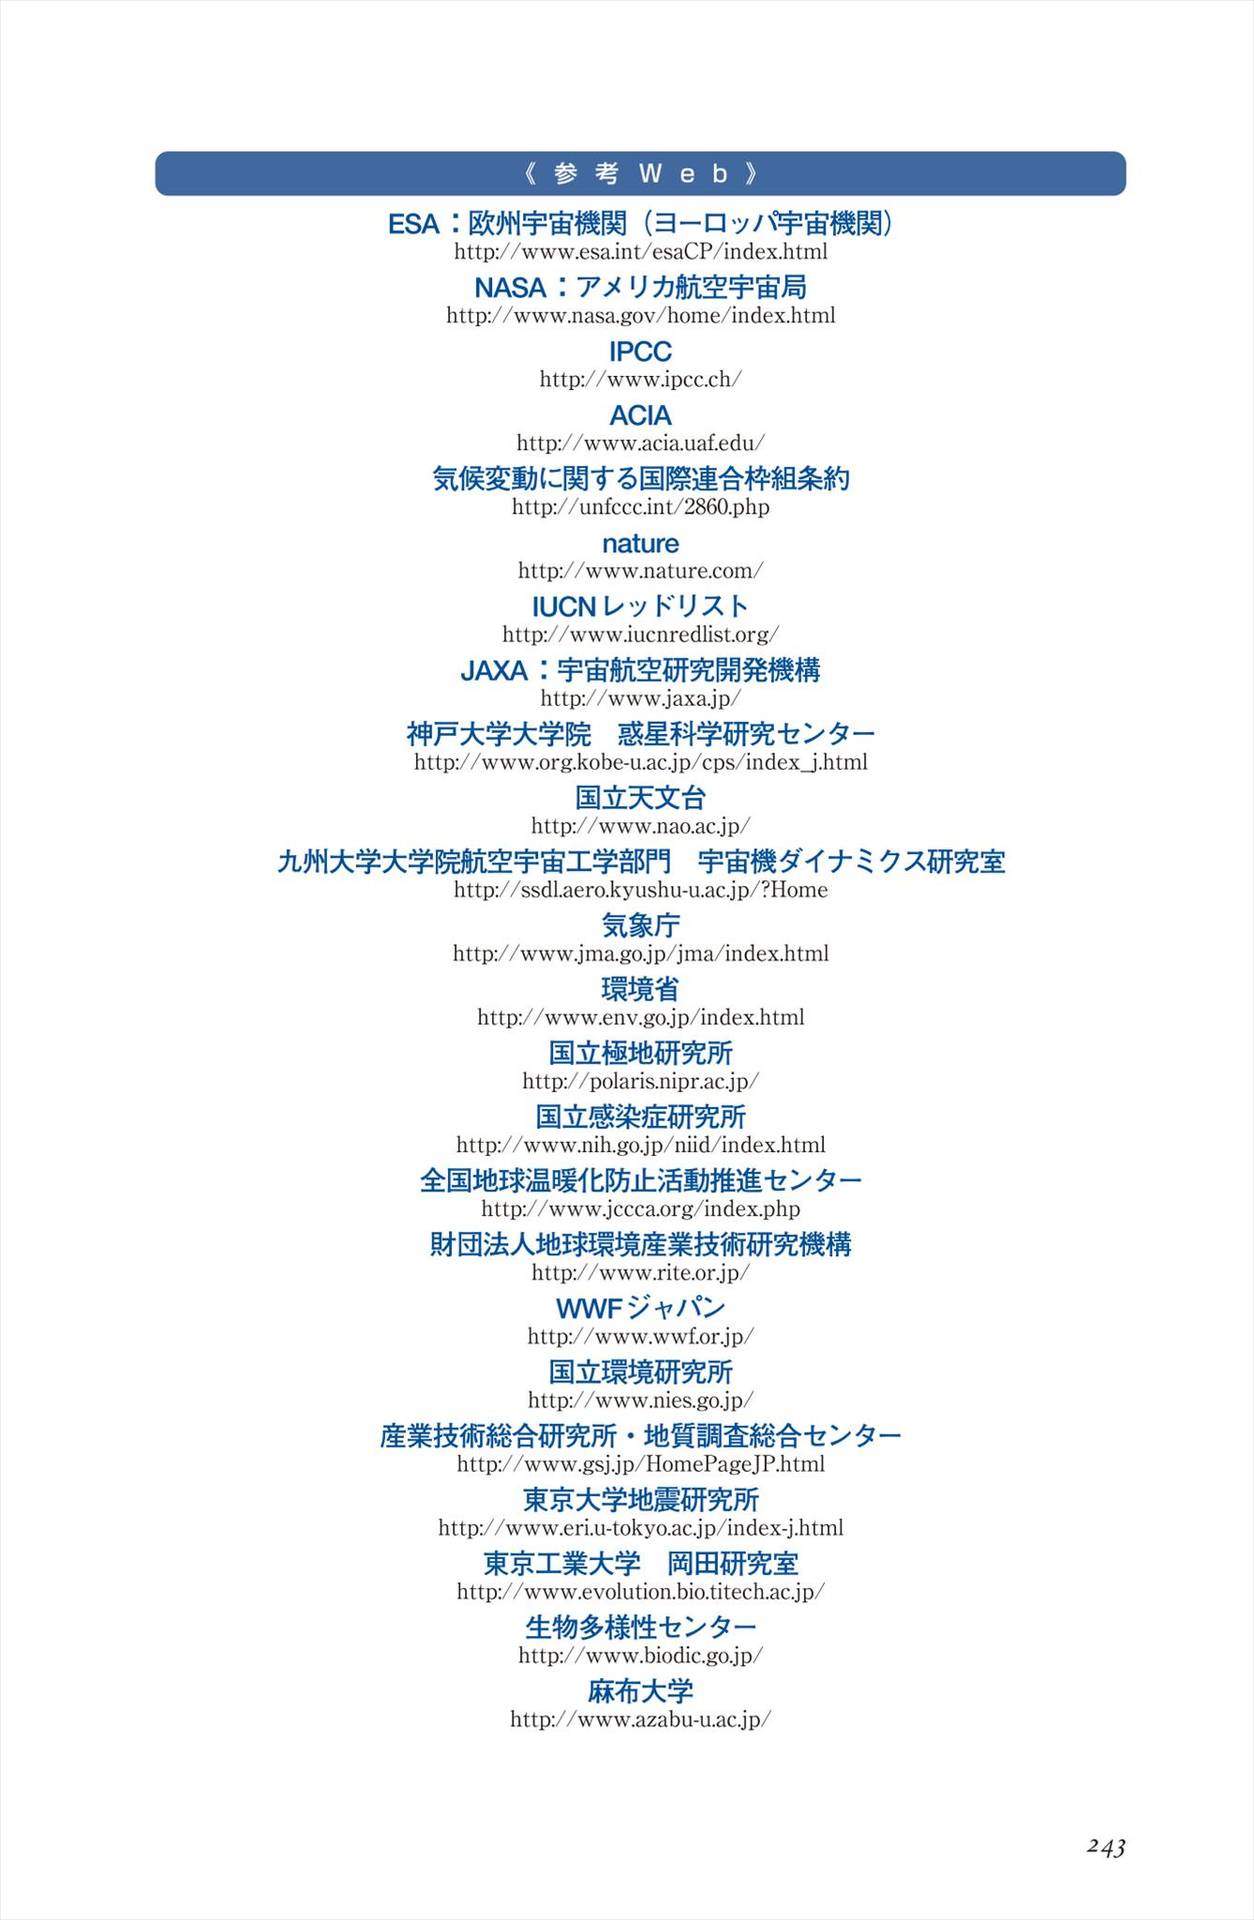 《参考Web》
ESA：欧州宇宙機関（ヨーロッパ宇宙機関）
http://www.esa.int/esaCP/index.html
NASA：アメリカ航空宇宙局
http://www.nasa.gov/home/index.html
IPCC
http://www.ipcc.ch/
ACIA
http://www.acia.uaf.edu/
気候変動に関する国際連合枠組条約
http://unfccc.int/2860.php
nature
http://www.nature.com/
IUCNレッドリスト
http://www.iucnredlist.org/
JAXA：宇宙航空研究開発機構
http://www.jaxa.jp/
神戸大学大学院　惑星科学研究センター
http://www.org.kobe-u.ac.jp/cps/index_j.html
国立天文台
http://www.nao.ac.jp/
九州大学大学院航空宇宙工学部門　宇宙機ダイナミクス研究室
http://ssdl.aero.kyushu-u.ac.jp/?Home
気象庁
http://www.jma.go.jp/jma/index.html
環境省
http://www.env.go.jp/index.html
国立極地研究所
http://polaris.nipr.ac.jp/
国立感染症研究所
http://www.nih.go.jp/niid/index.html
全国地球温暖化防止活動推進センター
http://www.jccca.org/index.php
財団法人地球環境産業技術研究機構
http://www.rite.or.jp/
WWFジャパン
http://www.wwf.or.jp/
国立環境研究所
http://www.nies.go.jp/
産業技術総合研究所・地質調査総合センター
http://www.gsj.jp/HomePageJP.html
東京大学地震研究所
http://www.eri.u-tokyo.ac.jp/index-j.html
東京工業大学　岡田研究室
http://www.evolution.bio.titech.ac.jp/
生物多様性センター
http://www.biodic.go.jp/
麻布大学
http://www.azabu-u.ac.jp/
243